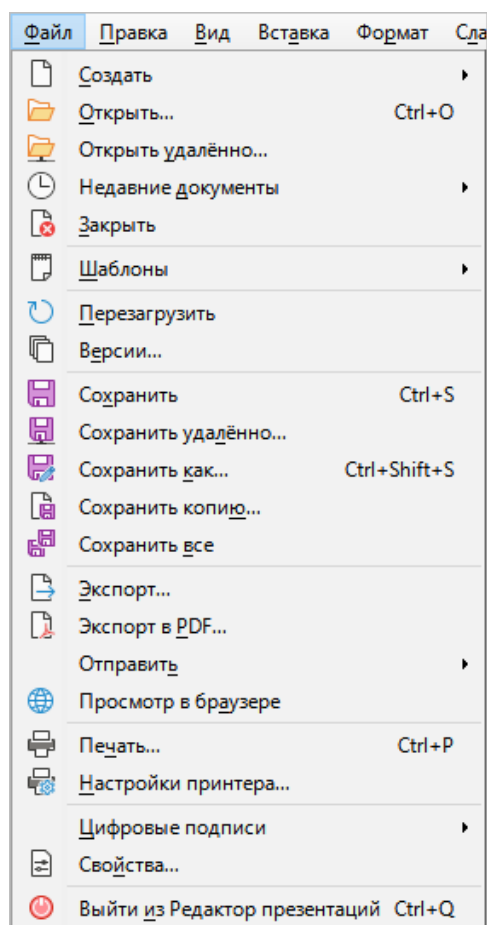 Файл Правка Вид Вставка Формат Сла
Создать
Открыть... Ctrl+O
Открыть удалённо...
Недавние документы
Закрыть
Шаблоны
Перезагрузить
Версии...
Сохранить Ctrl+S
Сохранить удалённо...
Сохранить как... Ctrl+Shift+S
Сохранить копию...
Сохранить все
Экспорт...
Экспорт в PDF...
Отправить
Просмотр в браузере
Печать... Ctrl+P
Настройки принтера...
Цифровые подписи
Свойства...
Выйти из Редактор презентаций Ctrl+Q